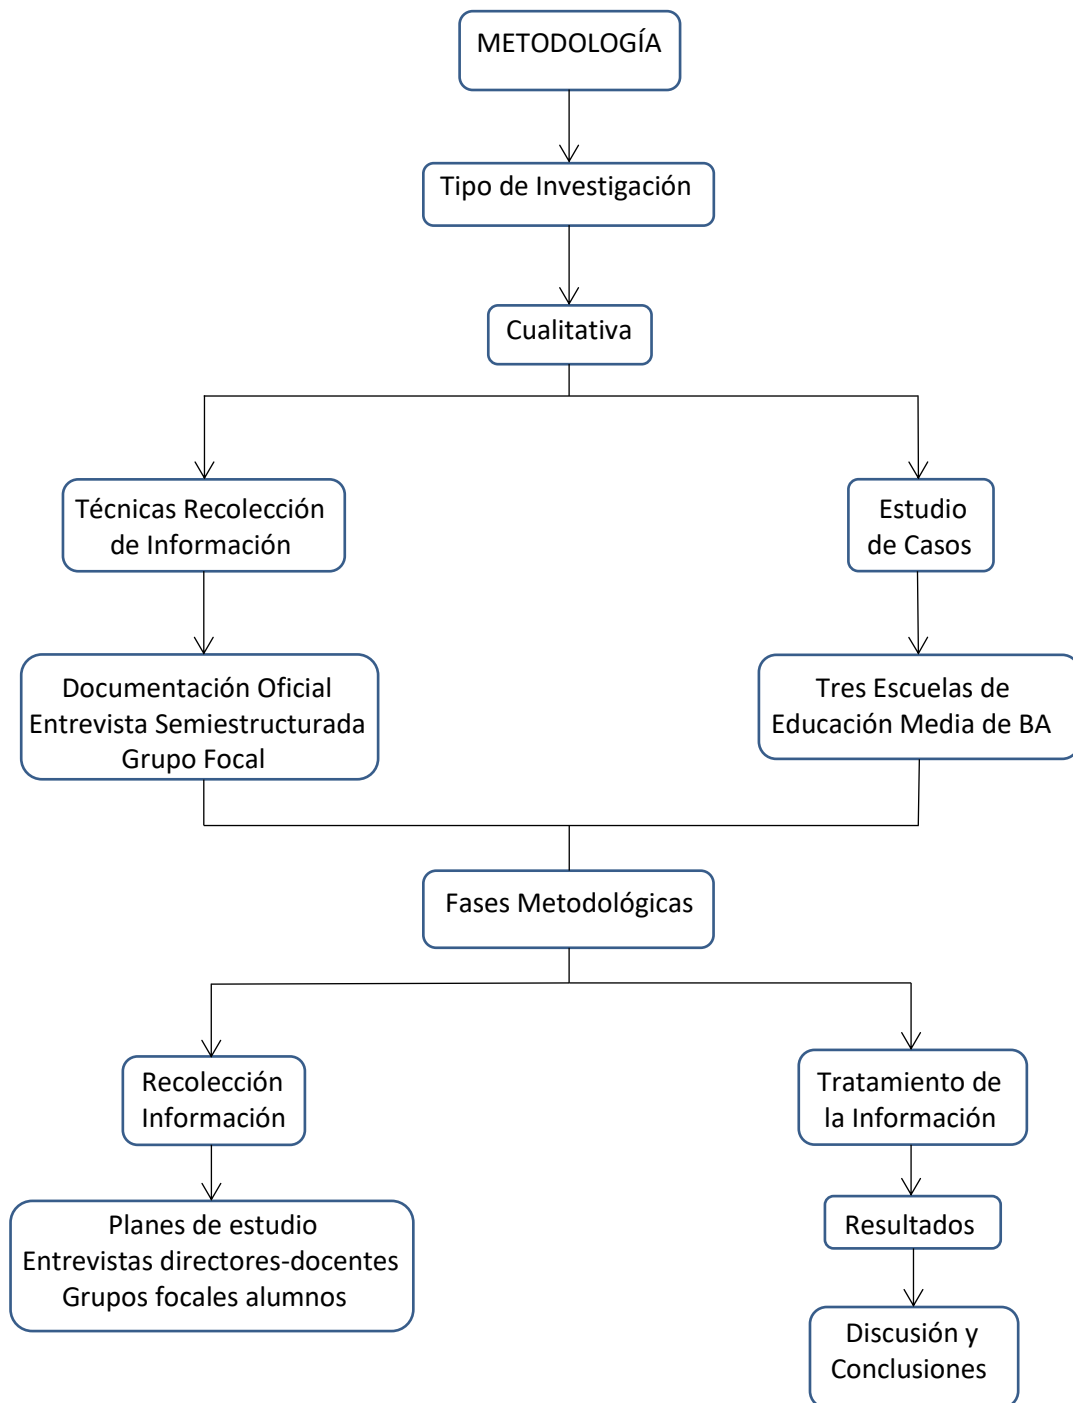 METODOLOGÍA
Tipo de Investigación
Cualitativa
Técnicas Recolección
de Información
Estudio
de Casos
Documentación Oficial
Entrevista Semiestructurada
Grupo Focal
Tres Escuelas de
Educación Media de BA
Fases Metodológicas
Recolección
Información
Tratamiento de
la Información
Planes de estudio
Entrevistas directores-docentes
Grupos focales alumnos
Resultados
Discusión y
Conclusiones